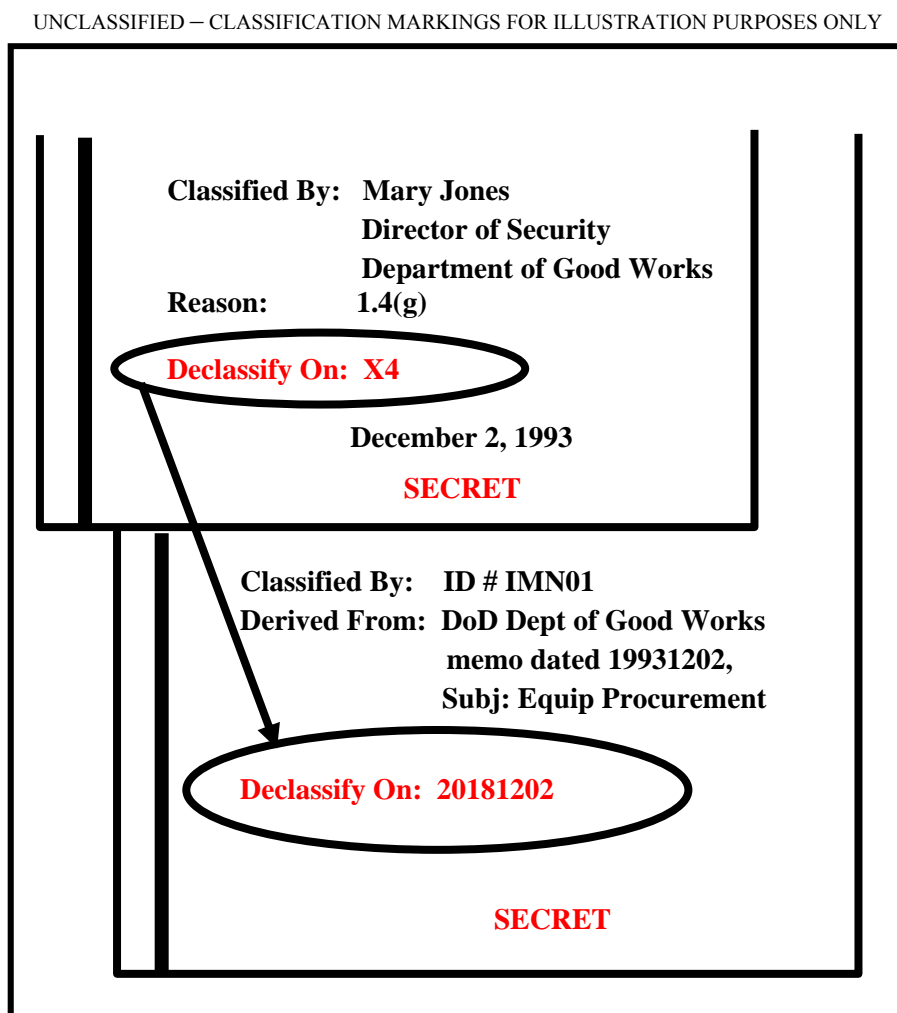 UNCLASSIFIED – CLASSIFICATION MARKINGS FOR ILLUSTRATION PURPOSES ONLY
Classified By: Mary Jones
Director of Security
Department of Good Works
Reason: 1.4(g)
Declassify On: X4
December 2, 1993
SECRET
Classified By: ID # IMN01
Derived From: DoD Dept of Good Works
memo dated 19931202,
Subj: Equip Procurement
Declassify On: 20181202
SECRET